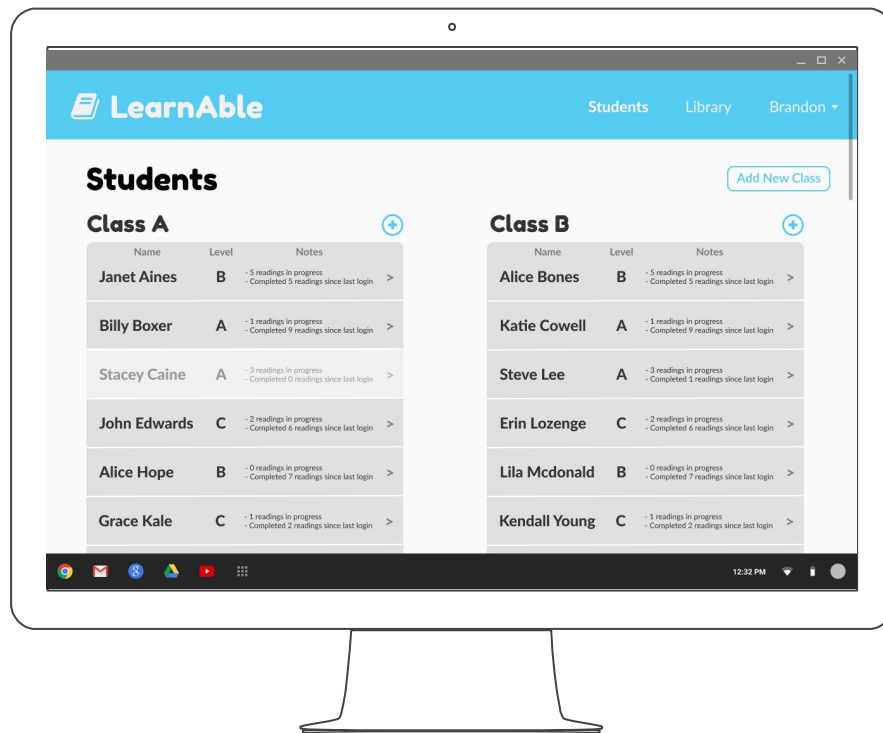 LearnAble
Students Library Brandon
Students
Add New Class
Class A
Name Level Notes
Janet Aines B - 5 readings in progress
- Completed 5 readings since last login >
Billy Boxer A - 1 readings in progress
- Completed 9 readings since last login >
Stacey Caine A - 3 readings in progress
- Completed 0 readings since last login >
John Edwards C - 2 readings in progress
- Completed 6 readings since last login >
Alice Hope B - 0 readings in progress
- Completed 7 readings since last login >
Grace Kale C - 1 readings in progress
- Completed 2 readings since last login >
Class B
Name Level Notes
Alice Bones B - 5 readings in progress
- Completed 5 readings since last login >
Katie Cowell A - 1 readings in progress
- Completed 9 readings since last login >
Steve Lee A - 3 readings in progress
- Completed 1 readings since last login >
Erin Lozenge C - 2 readings in progress
- Completed 6 readings since last login >
Lila Mcdonald B - 0 readings in progress
- Completed 7 readings since last login >
Kendall Young C - 1 readings in progress
- Completed 2 readings since last login >
8
12:32 PM